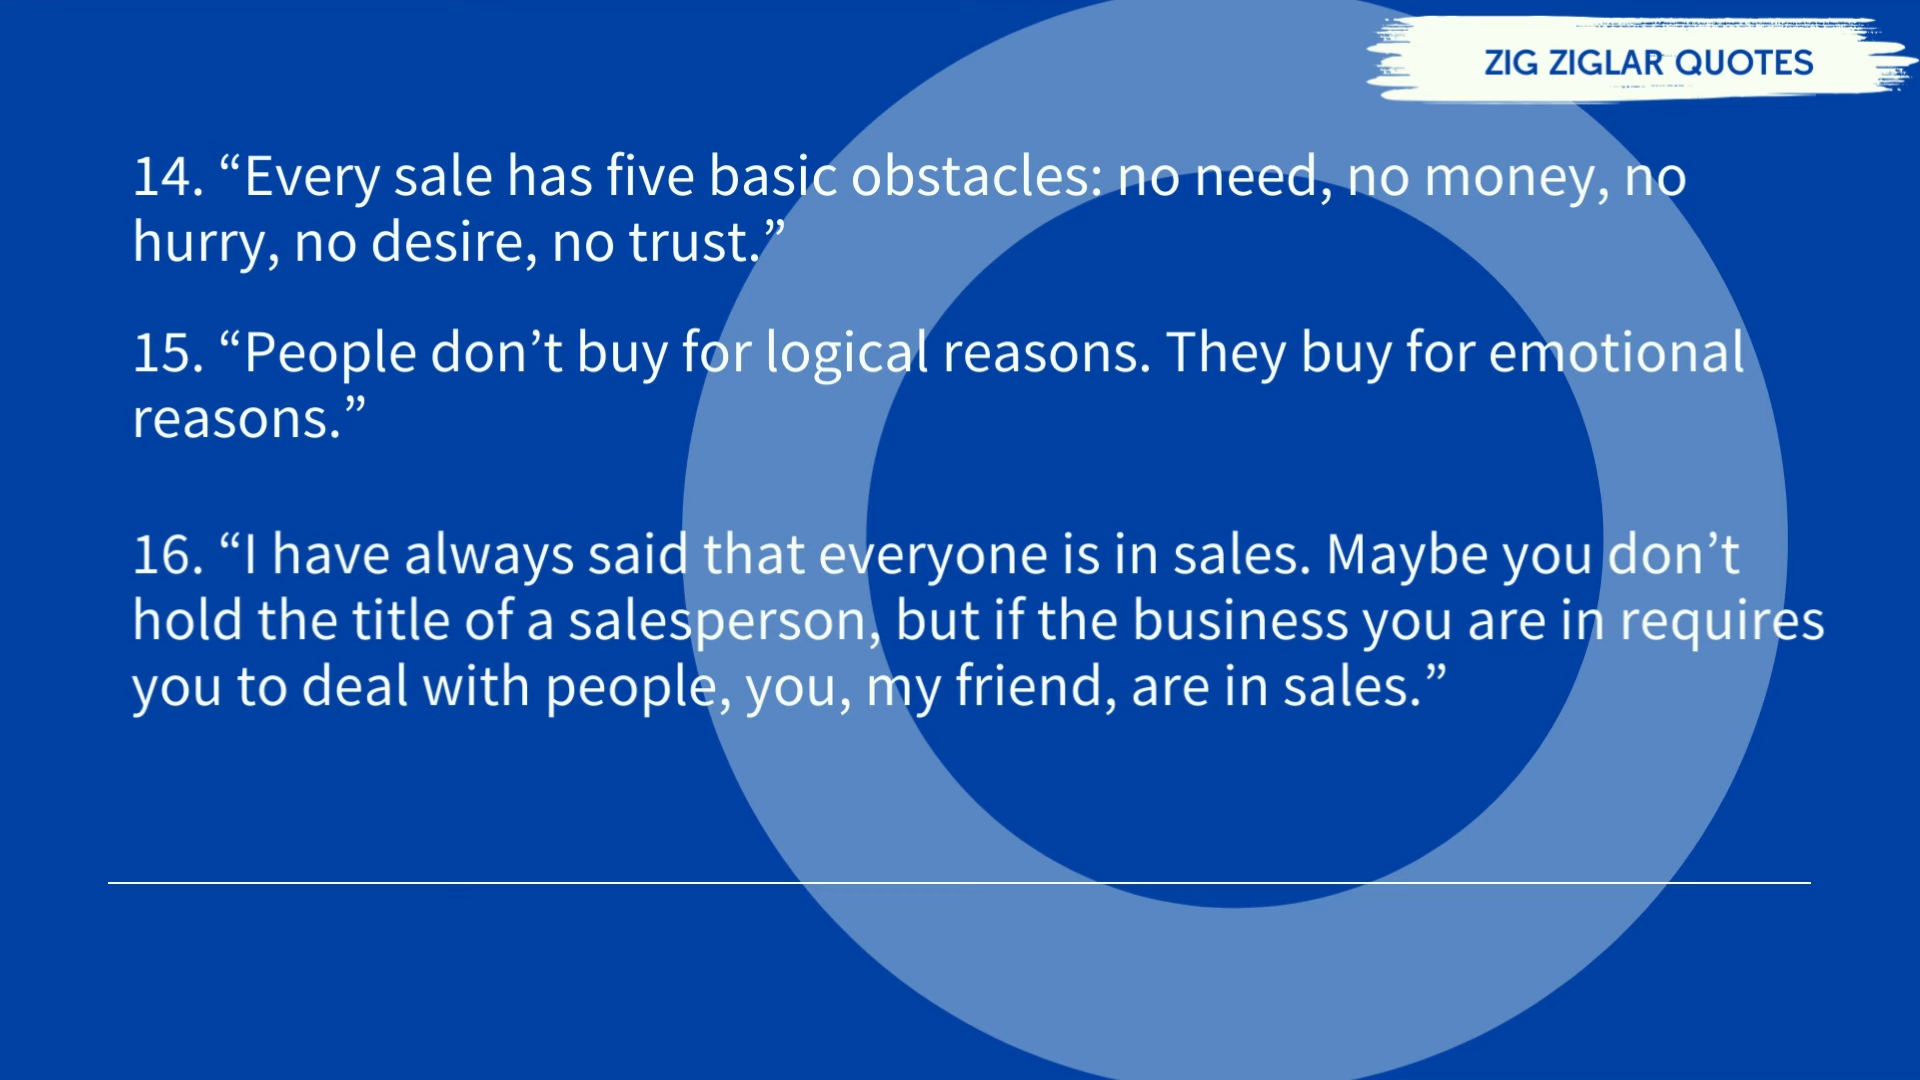 ZIG ZIGLAR QUOTES
14. “Every sale has five basic obstacles: no need, no money, no
hurry, no desire, no trust.”
15. “People don’t buy for logical reasons. They buy for emotional
reasons.”
16. “I have always said that everyone is in sales. Maybe you don’t
hold the title of a salesperson, but if the business you are in requires
you to deal with people, you, my friend, are in sales.”